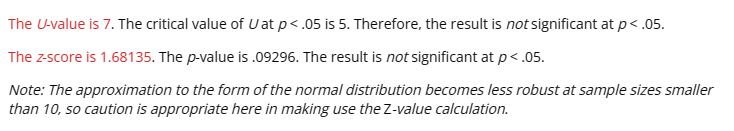 The U-value is 7. The critical value of U at p < .05 is 5. Therefore, the result is not significant at p < .05.
The z-score is 1.68135. The p-value is .09296. The result is not significant at p < .05.
Note: The approximation to the form of the normal distribution becomes less robust at sample sizes smaller
than 10, so caution is appropriate here in making use the Z-value calculation.